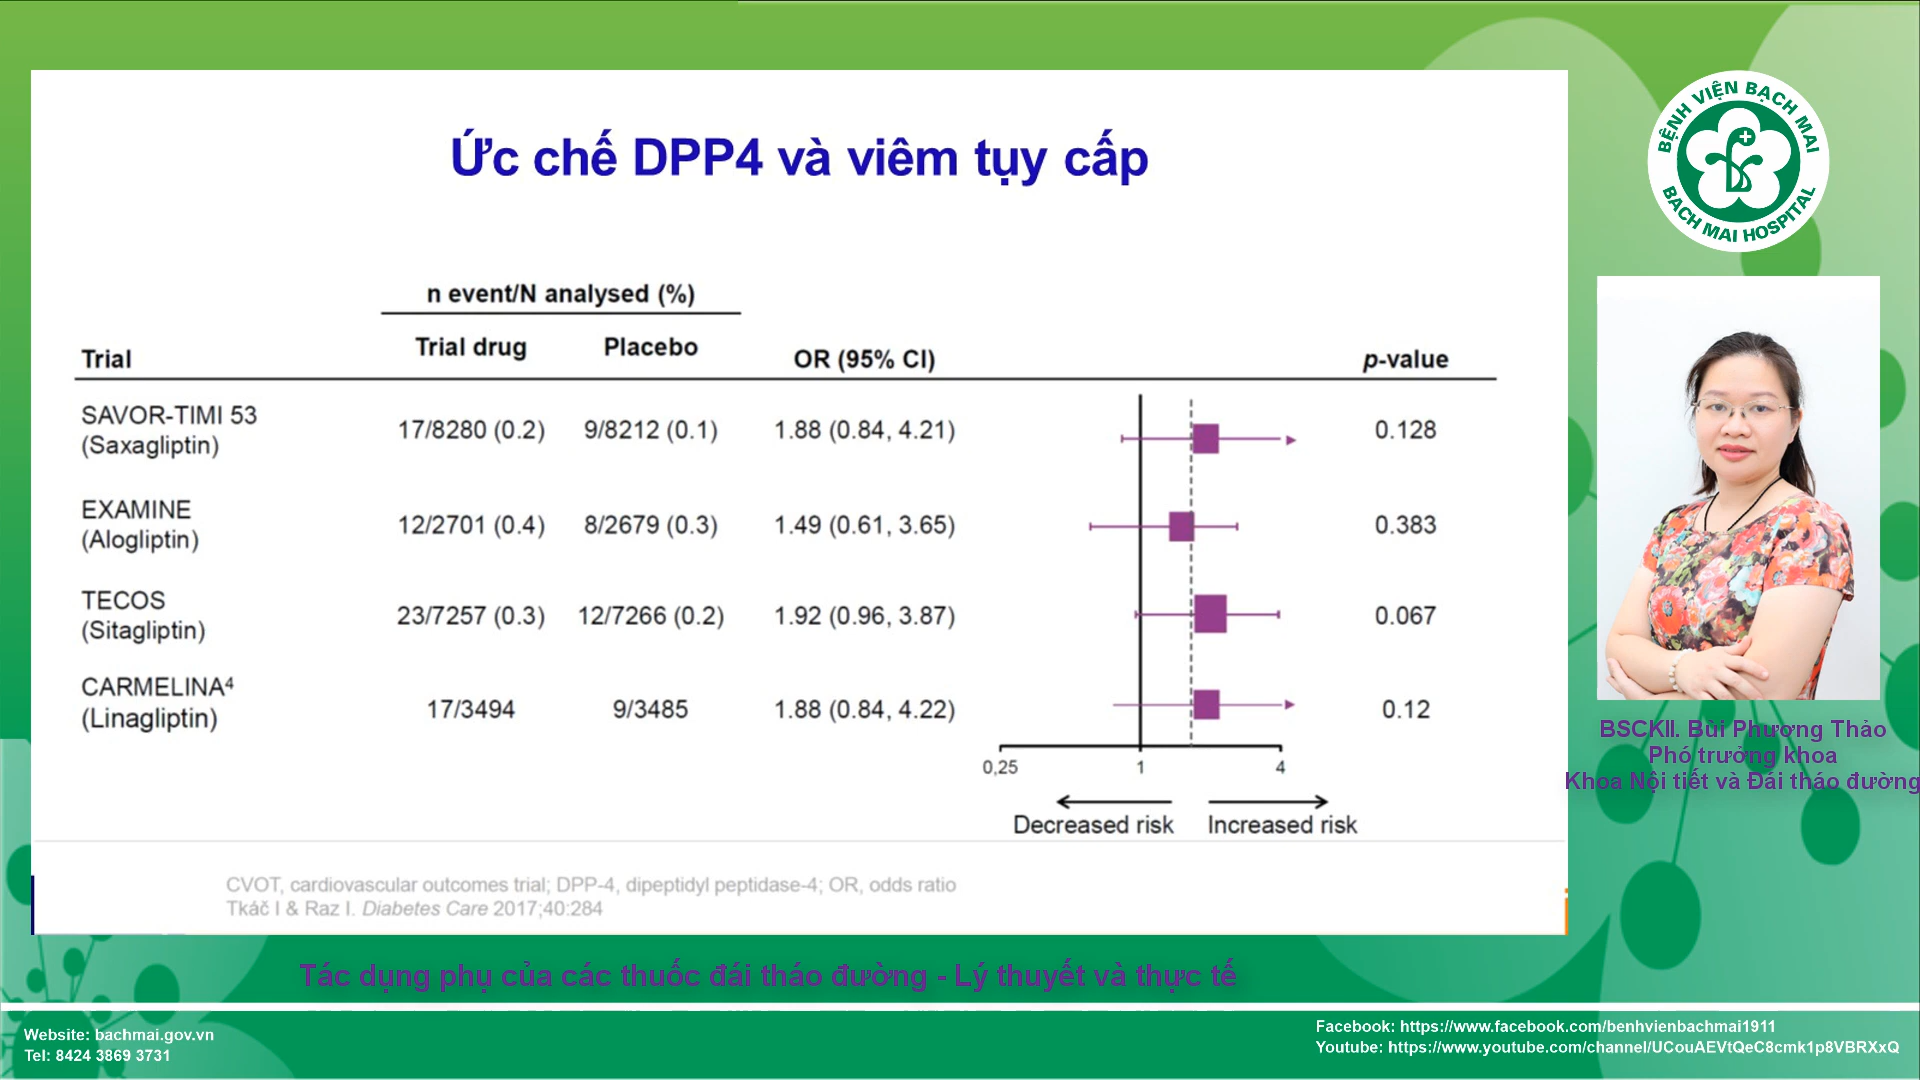 Ức chế DPP4 và viêm tụy cấp
n event/N analysed (%)
Trial Trial drug Placebo OR (95% CI) p-value
SAVOR-TIMI 53
(Saxagliptin) 17/8280 (0.2) 9/8212 (0.1) 1.88 (0.84, 4.21) 0.128
EXAMINE
(Alogliptin) 12/2701 (0.4) 8/2679 (0.3) 1.49 (0.61, 3.65) 0.383
TECOS
(Sitagliptin) 23/7257 (0.3) 12/7266 (0.2) 1.92 (0.96, 3.87) 0.067
CARMELINA⁴
(Linagliptin) 17/3494 9/3485 1.88 (0.84, 4.22) 0.12
0,25 1 4
Decreased risk Increased risk
CVOT, cardiovascular outcomes trial; DPP-4, dipeptidyl peptidase-4; OR, odds ratio
Tkáč I & Raz I. Diabetes Care 2017;40:284
BỆNH VIỆN BẠCH MAI
BACH MAI HOSPITAL
BSCKII. Bùi Phương Thảo
Phó trưởng khoa
Khoa Nội tiết và Đái tháo đường
Tác dụng phụ của các thuốc đái tháo đường - Lý thuyết và thực tế
Website: bachmai.gov.vn
Tel: 8424 3869 3731
Facebook: https://www.facebook.com/benhvienbachmai1911
Youtube: https://www.youtube.com/channel/UCouAEVtQeC8cmk1p8VBRXxQ